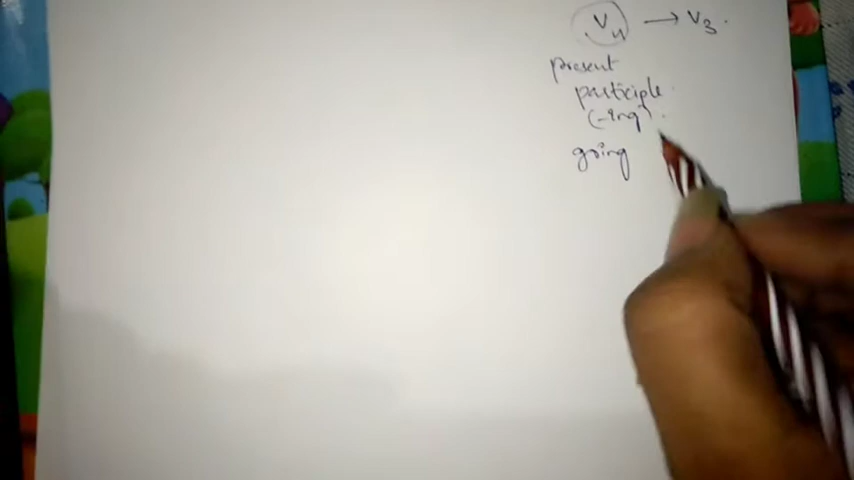 V4 → V3.
present
participle.
(-ing).
going